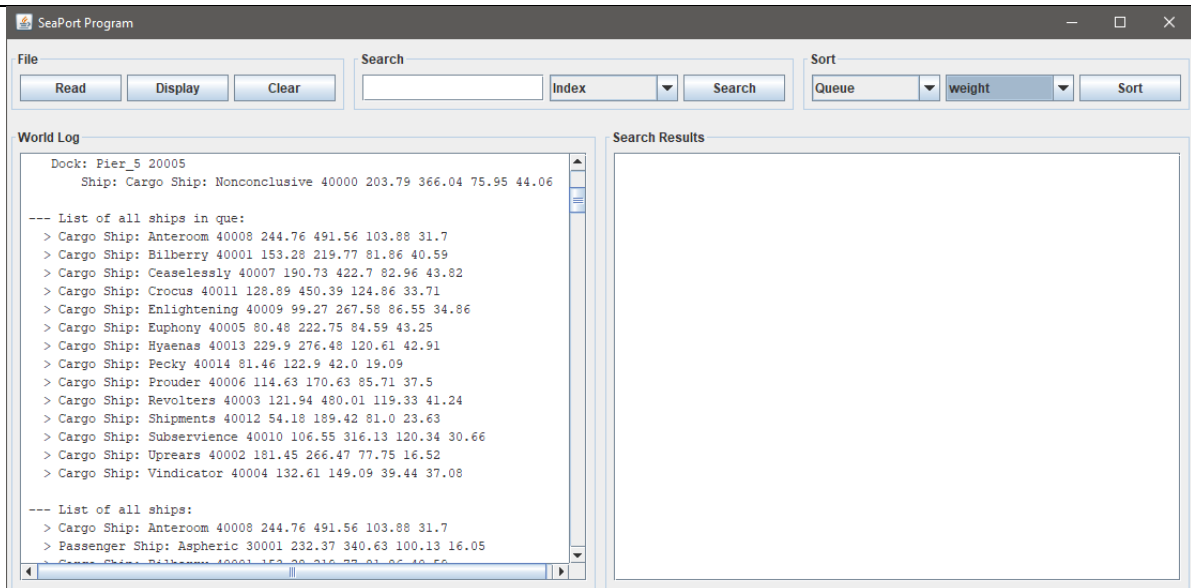 SeaPort Program
File
Read Display Clear
Search
Index Search
Sort
Queue weight Sort
World Log
Dock: Pier_5 20005
Ship: Cargo Ship: Nonconclusive 40000 203.79 366.04 75.95 44.06
--- List of all ships in que:
> Cargo Ship: Anteroom 40008 244.76 491.56 103.88 31.7
> Cargo Ship: Bilberry 40001 153.28 219.77 81.86 40.59
> Cargo Ship: Ceaselessly 40007 190.73 422.7 82.96 43.82
> Cargo Ship: Crocus 40011 128.89 450.39 124.86 33.71
> Cargo Ship: Enlightening 40009 99.27 267.58 86.55 34.86
> Cargo Ship: Euphony 40005 80.48 222.75 84.59 43.25
> Cargo Ship: Hyaenas 40013 229.9 276.48 120.61 42.91
> Cargo Ship: Pecky 40014 81.46 122.9 42.0 19.09
> Cargo Ship: Prouder 40006 114.63 170.63 85.71 37.5
> Cargo Ship: Revolters 40003 121.94 480.01 119.33 41.24
> Cargo Ship: Shipments 40012 54.18 189.42 81.0 23.63
> Cargo Ship: Subservience 40010 106.55 316.13 120.34 30.66
> Cargo Ship: Uprears 40002 181.45 266.47 77.75 16.52
> Cargo Ship: Vindicator 40004 132.61 149.09 39.44 37.08
--- List of all ships:
> Cargo Ship: Anteroom 40008 244.76 491.56 103.88 31.7
> Passenger Ship: Aspheric 30001 232.37 340.63 100.13 16.05
> Cargo Ship: Bilberry 40001 153.28 219.77 81.86 40.59
Search Results